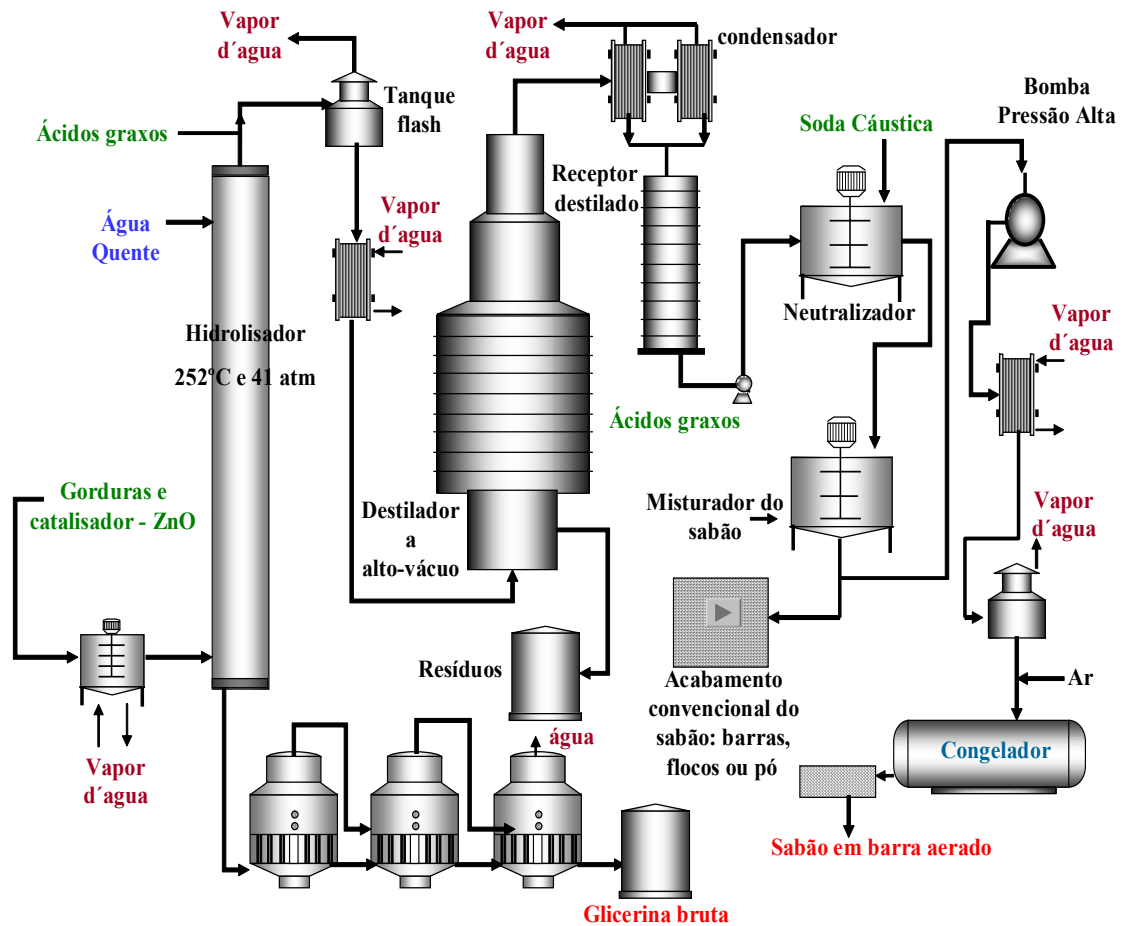 Vapor
d´agua
Tanque
flash
Ácidos graxos
Água
Quente
Vapor
d´agua
Hidrolisador
252ºC e 41 atm
Gorduras e
catalisador - ZnO
Vapor
d´agua
Vapor
d´agua
condensador
Receptor
destilado
Destilador
a
alto-vácuo
Resíduos
água
Glicerina bruta
Ácidos graxos
Soda Cáustica
Neutralizador
Misturador do
sabão
Acabamento
convencional do
sabão: barras,
flocos ou pó
Bomba
Pressão Alta
Vapor
d´agua
Vapor
d´agua
Ar
Congelador
Sabão em barra aerado